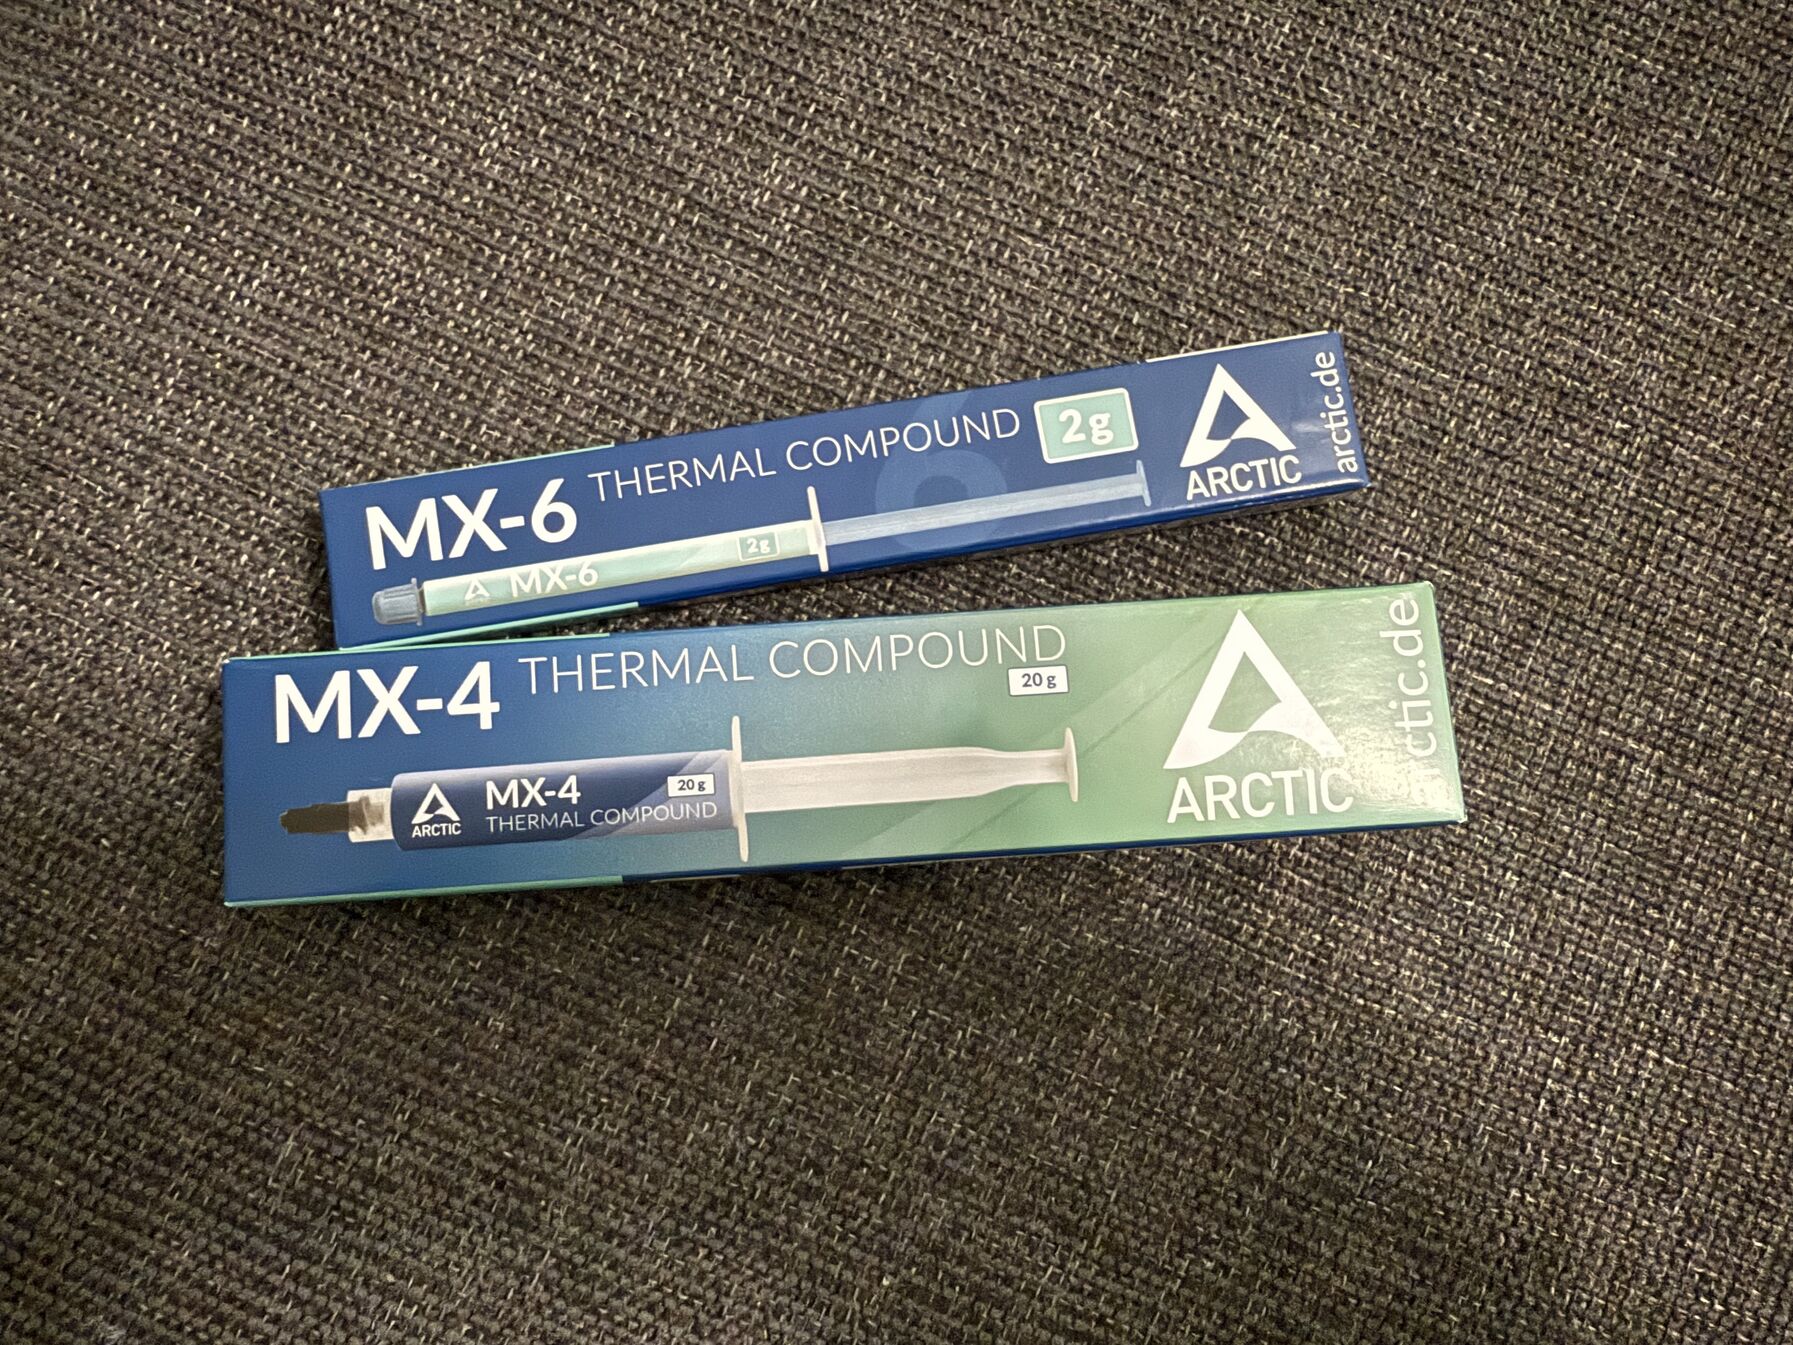 MX-6 THERMAL COMPOUND 2g
MX-6 2g
ARCTIC
arctic.de
MX-4 THERMAL COMPOUND
20 g
ARCTIC
MX-4 20 g
THERMAL COMPOUND
ARCTIC
arctic.de